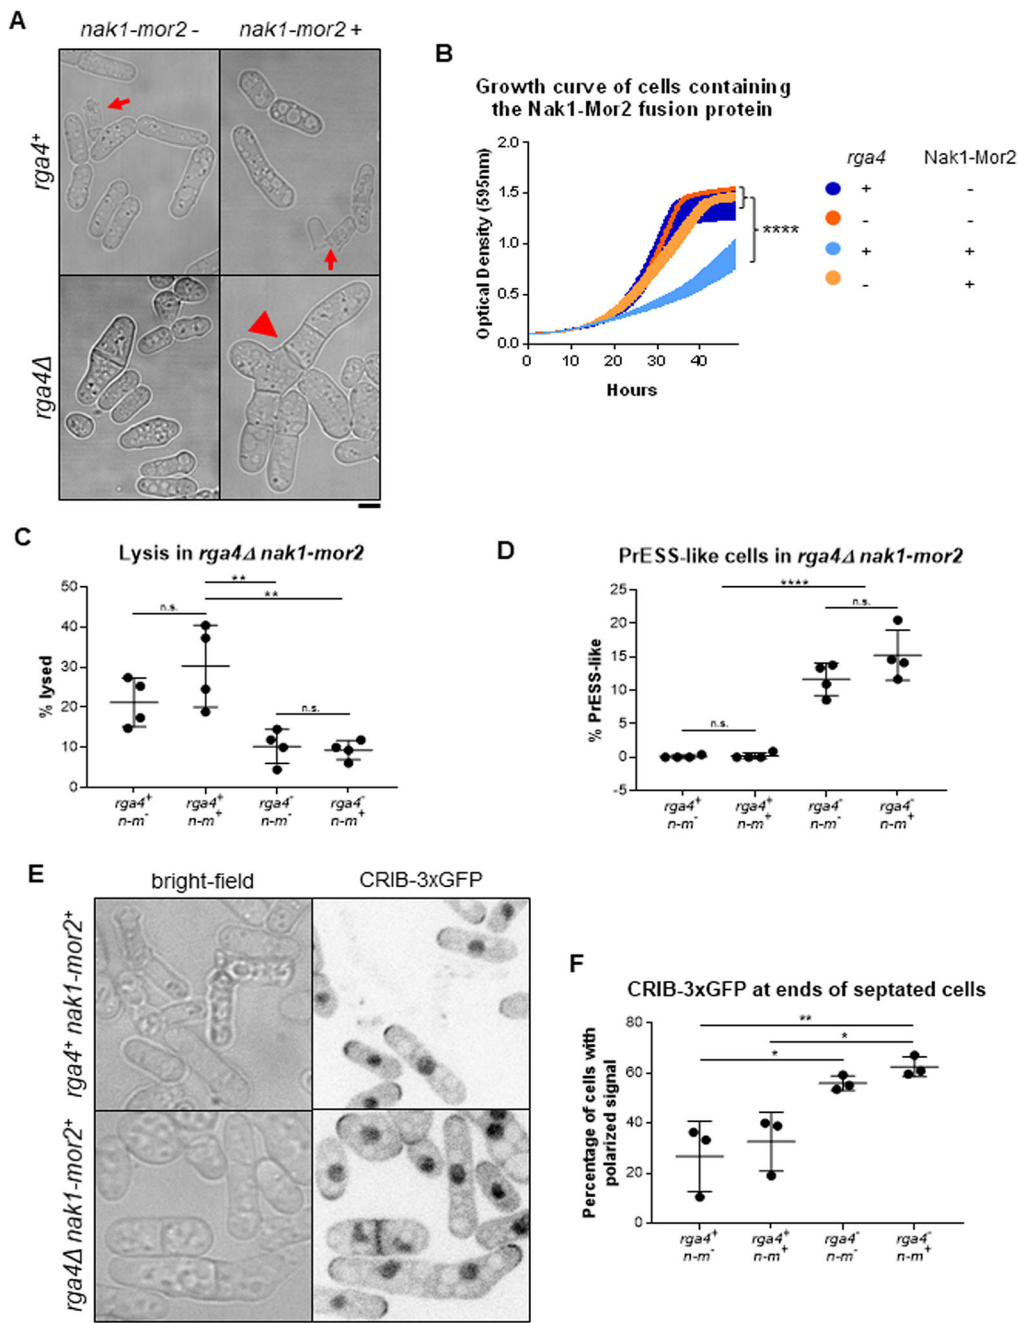 A
nak1-mor2 - nak1-mor2 +
rga4+
rga4Δ
B
Growth curve of cells containing
the Nak1-Mor2 fusion protein
Optical Density (595nm)
2.0
1.5
1.0
0.5
0.0
0 10 20 30 40
Hours
****
rga4 Nak1-Mor2
+ -
- -
+ +
- +
C
Lysis in rga4Δ nak1-mor2
% lysed
50
40
30
20
10
0
**
**
n.s.
n.s.
rga4+ rga4+ rga4- rga4-
n-m- n-m+ n-m- n-m+
D
PrESS-like cells in rga4Δ nak1-mor2
% PrESS-like
25
20
15
10
5
0
-5
****
n.s.
n.s.
rga4+ rga4+ rga4- rga4-
n-m- n-m+ n-m- n-m+
E
bright-field CRIB-3xGFP
rga4+ nak1-mor2+
rga4Δ nak1-mor2+
F
CRIB-3xGFP at ends of septated cells
Percentage of cells with
polarized signal
80
60
40
20
0
**
*
*
rga4+ rga4+ rga4- rga4-
n-m- n-m+ n-m- n-m+